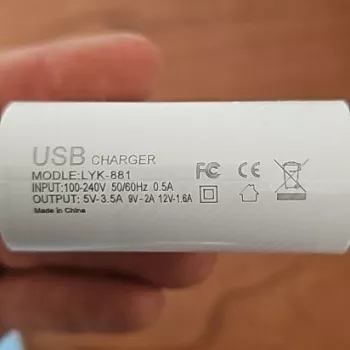 USB CHARGER
MODLE:LYK-881
INPUT:100-240V 50/60Hz 0.5A
OUTPUT: 5V-3.5A 9V-2A 12V-1.6A
Made in China
FC CE